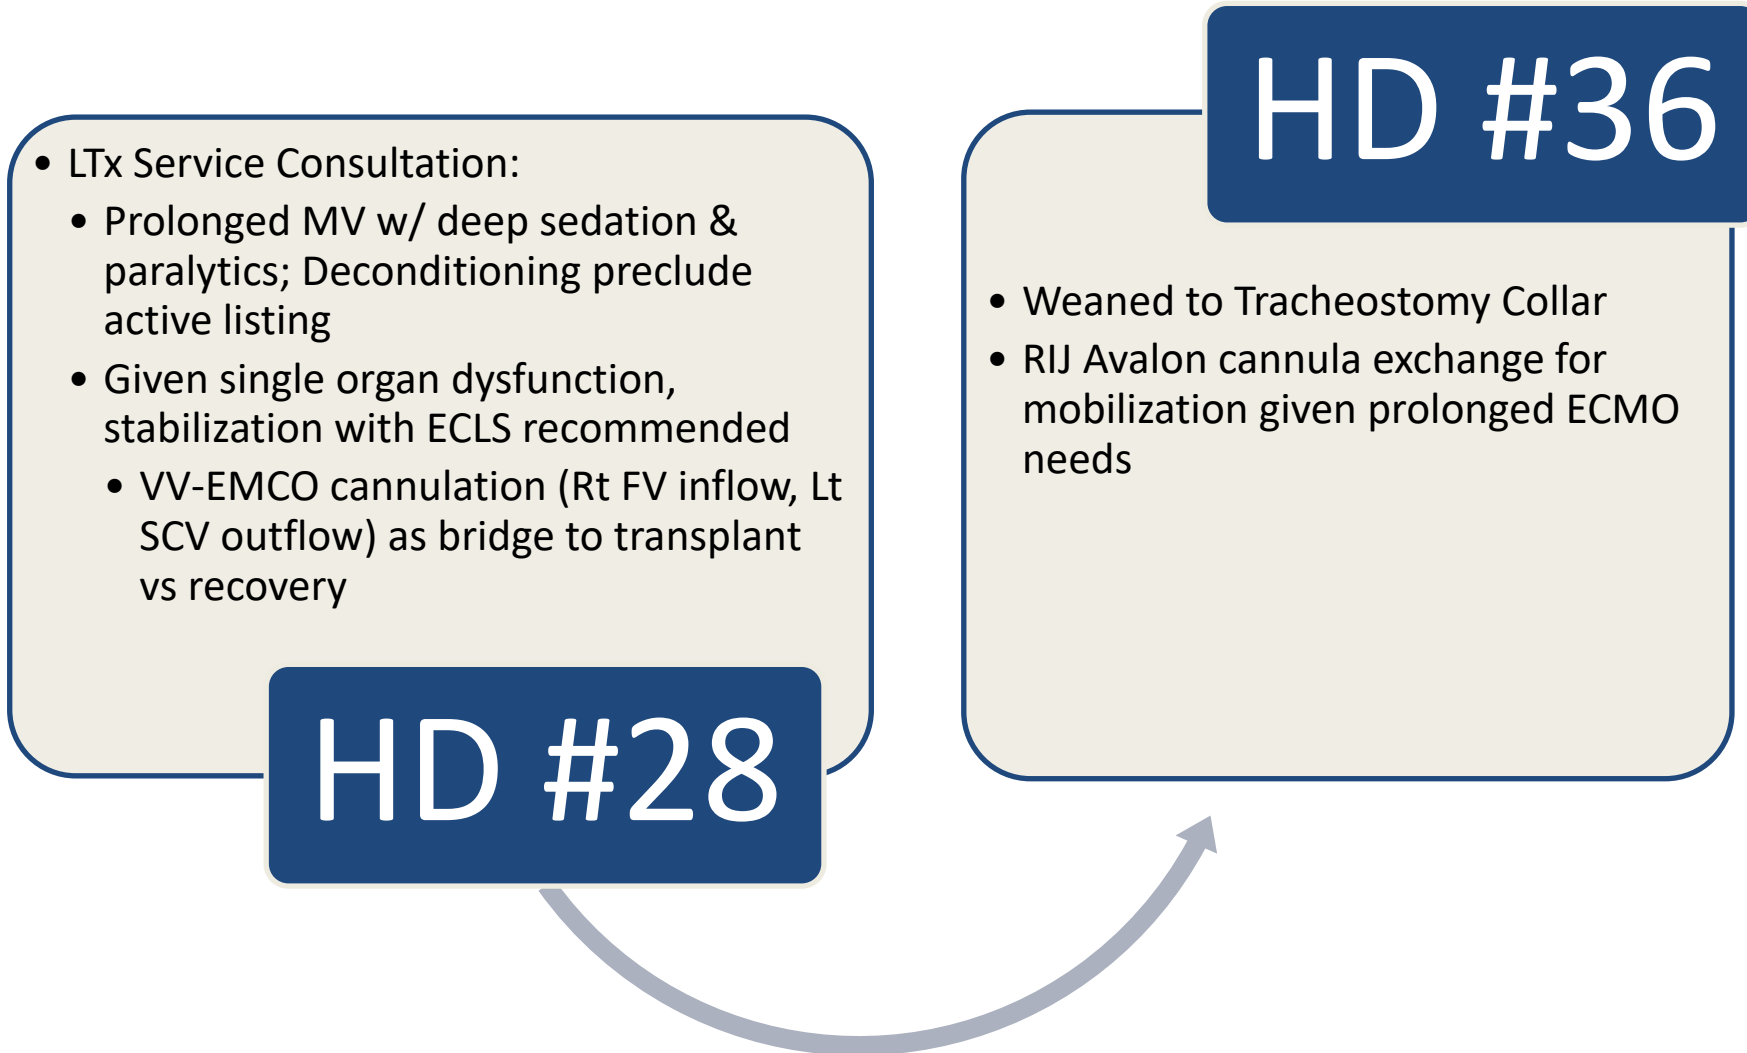 • LTx Service Consultation:
• Prolonged MV w/ deep sedation &
paralytics; Deconditioning preclude
active listing
• Given single organ dysfunction,
stabilization with ECLS recommended
• VV-EMCO cannulation (Rt FV inflow, Lt
SCV outflow) as bridge to transplant
vs recovery
HD #28
HD #36
• Weaned to Tracheostomy Collar
• RIJ Avalon cannula exchange for
mobilization given prolonged ECMO
needs